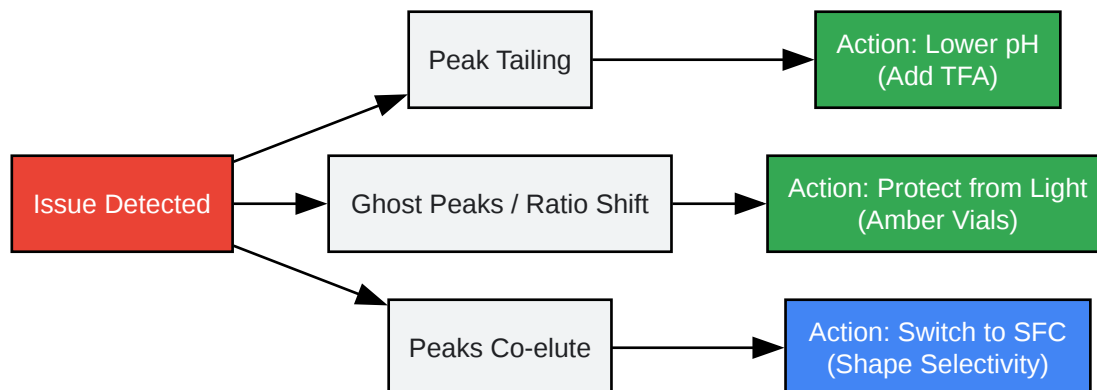 Issue Detected
Peak Tailing
Action: Lower pH
(Add TFA)
Ghost Peaks / Ratio Shift
Action: Protect from Light
(Amber Vials)
Peaks Co-elute
Action: Switch to SFC
(Shape Selectivity)